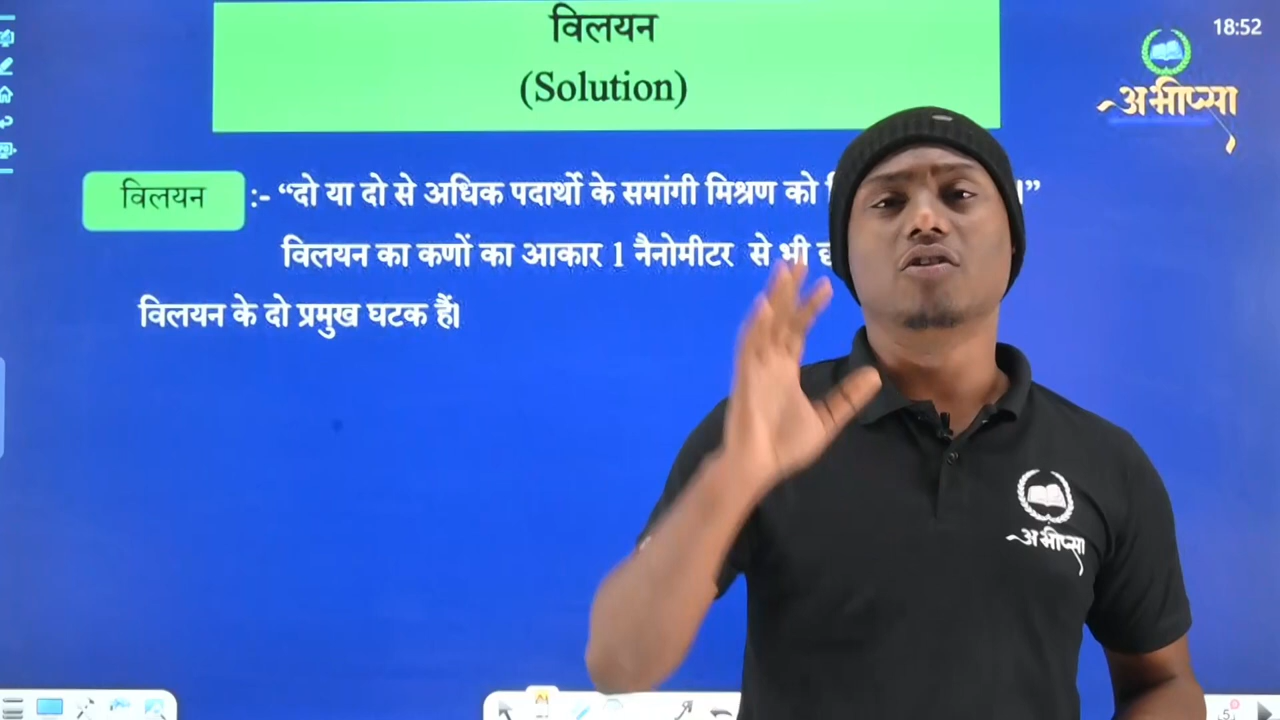 विलयन
(Solution)
18:52
अभीप्सा
विलयन :- “दो या दो से अधिक पदार्थो के समांगी मिश्रण को ।”
विलयन का कणों का आकार 1 नैनोमीटर से भी
विलयन के दो प्रमुख घटक हैं।
अभीप्सा